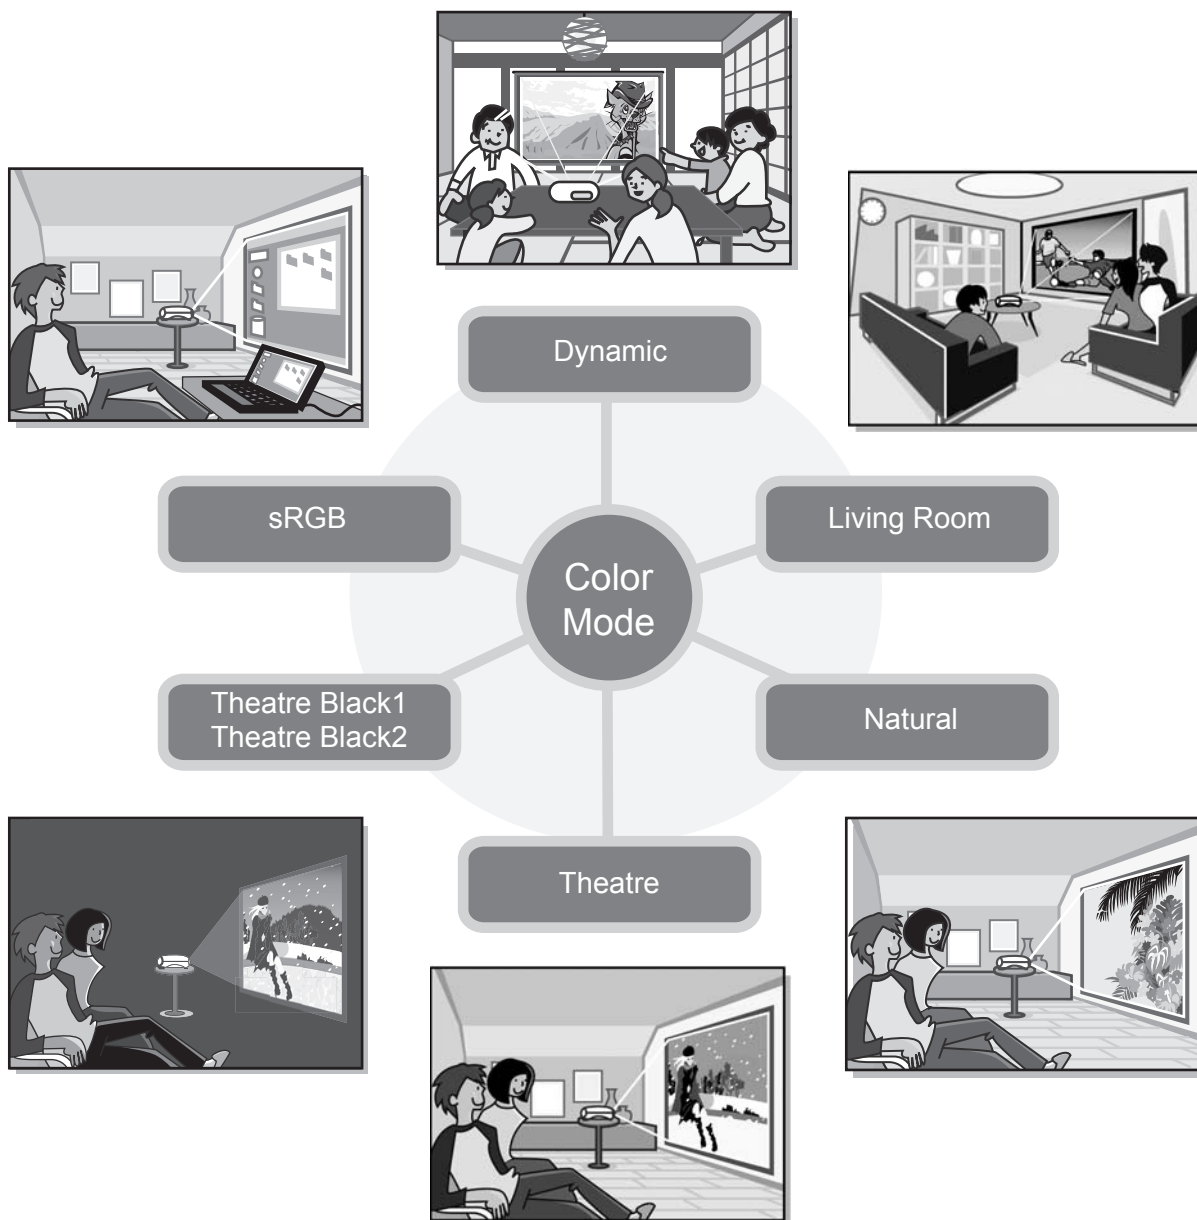 Dynamic
sRGB
Living Room
Color
Mode
Theatre Black1
Theatre Black2
Natural
Theatre